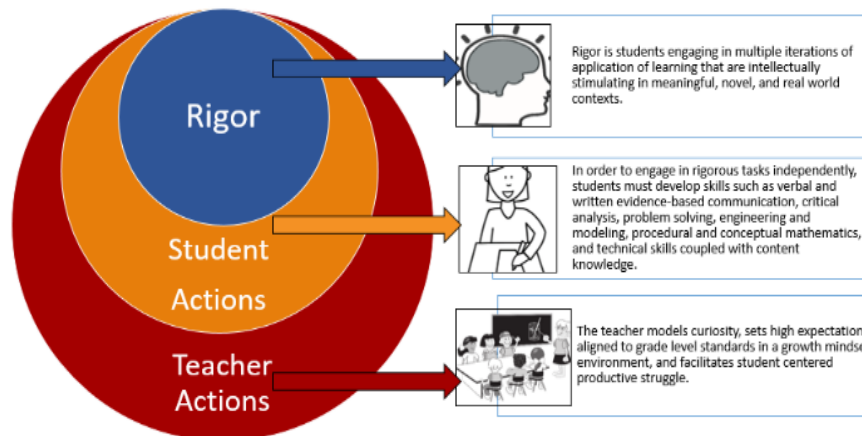 Rigor
Student
Actions
Teacher
Actions
Rigor is students engaging in multiple iterations of
application of learning that are intellectually
stimulating in meaningful, novel, and real world
contexts.
In order to engage in rigorous tasks independently,
students must develop skills such as verbal and
written evidence-based communication, critical
analysis, problem solving, engineering and
modeling, procedural and conceptual mathematics,
and technical skills coupled with content
knowledge.
The teacher models curiosity, sets high expectation
aligned to grade level standards in a growth mindse
environment, and facilitates student centered
productive struggle.